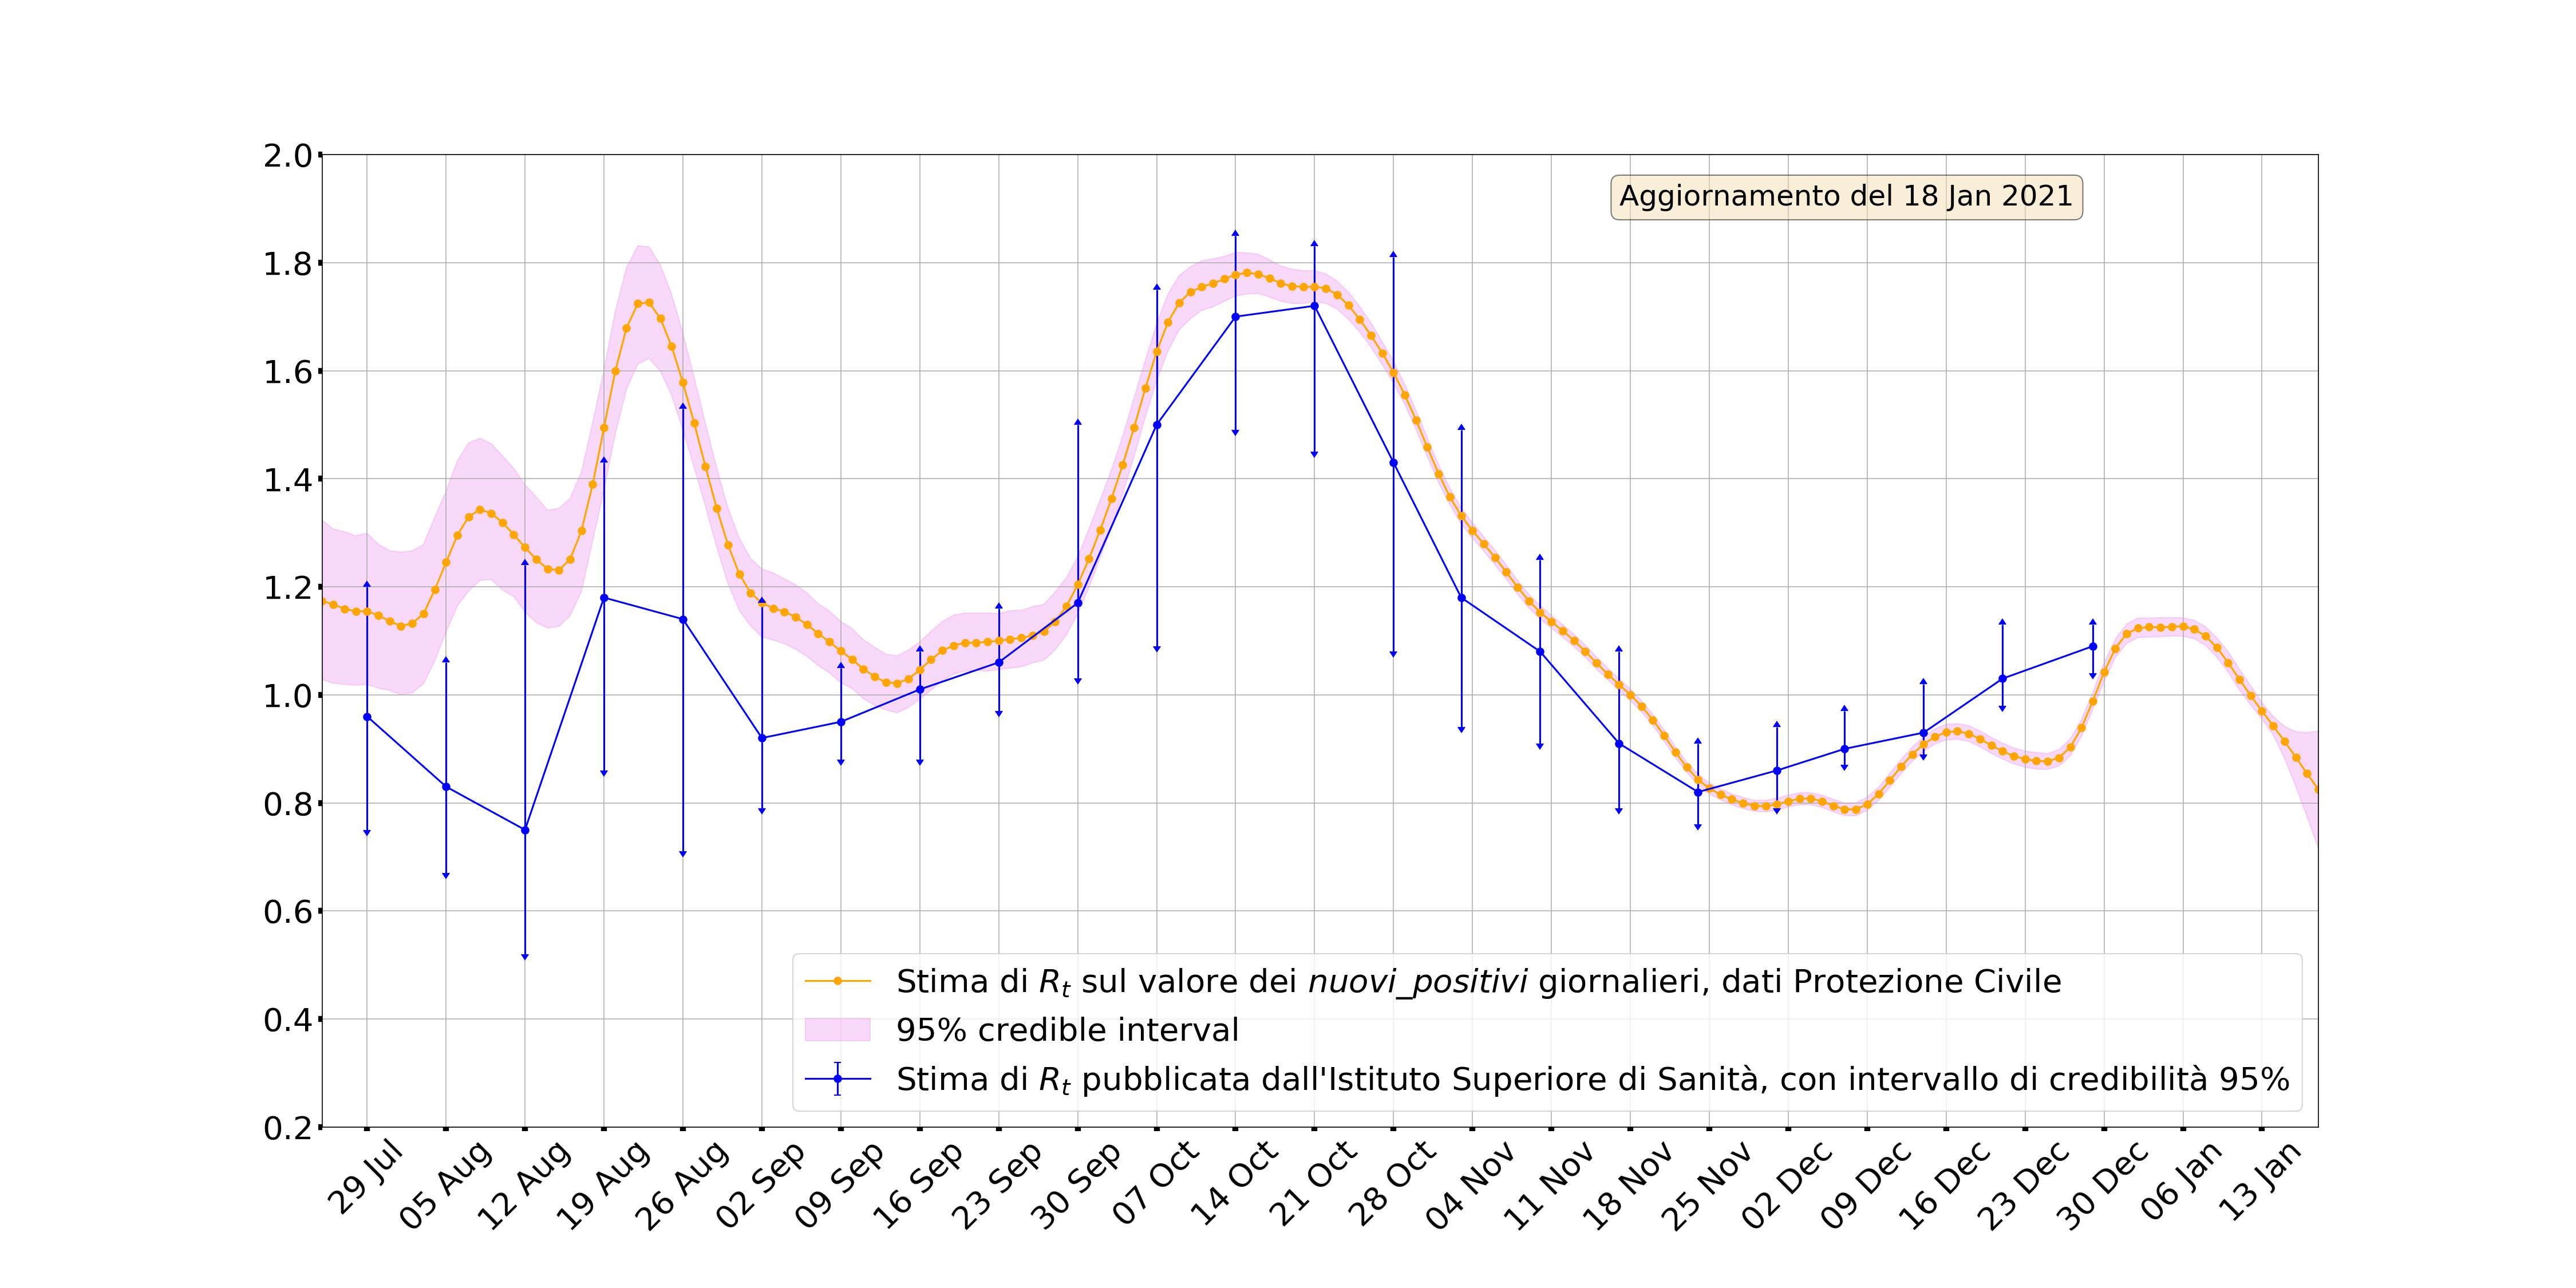 Aggiornamento del 18 Jan 2021
2.0
1.8
1.6
1.4
1.2
1.0
0.8
0.6
0.4
0.2
Stima di Rt sul valore dei nuovi_positivi giornalieri, dati Protezione Civile
95% credible interval
Stima di Rt pubblicata dall'Istituto Superiore di Sanità, con intervallo di credibilità 95%
29 Jul
05 Aug
12 Aug
19 Aug
26 Aug
02 Sep
09 Sep
16 Sep
23 Sep
30 Sep
07 Oct
14 Oct
21 Oct
28 Oct
04 Nov
11 Nov
18 Nov
25 Nov
02 Dec
09 Dec
16 Dec
23 Dec
30 Dec
06 Jan
13 Jan